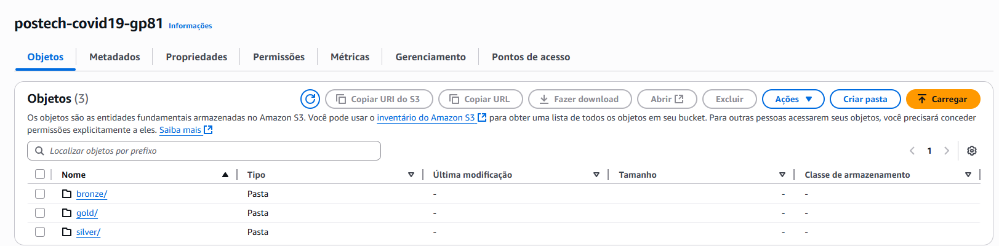 postech-covid19-gp81 Informações
Objetos Metadados Propriedades Permissões Métricas Gerenciamento Pontos de acesso
Objetos (3) Copiar URI do S3 Copiar URL Fazer download Abrir Excluir Ações Criar pasta Carregar
Os objetos são as entidades fundamentais armazenadas no Amazon S3. Você pode usar o inventário do Amazon S3 para obter uma lista de todos os objetos em seu bucket. Para outras pessoas acessarem seus objetos, você precisará conceder
permissões explicitamente a eles. Saiba mais
Localizar objetos por prefixo 1
Nome Tipo Última modificação Tamanho Classe de armazenamento
bronze/ Pasta - - -
gold/ Pasta - - -
silver/ Pasta - - -